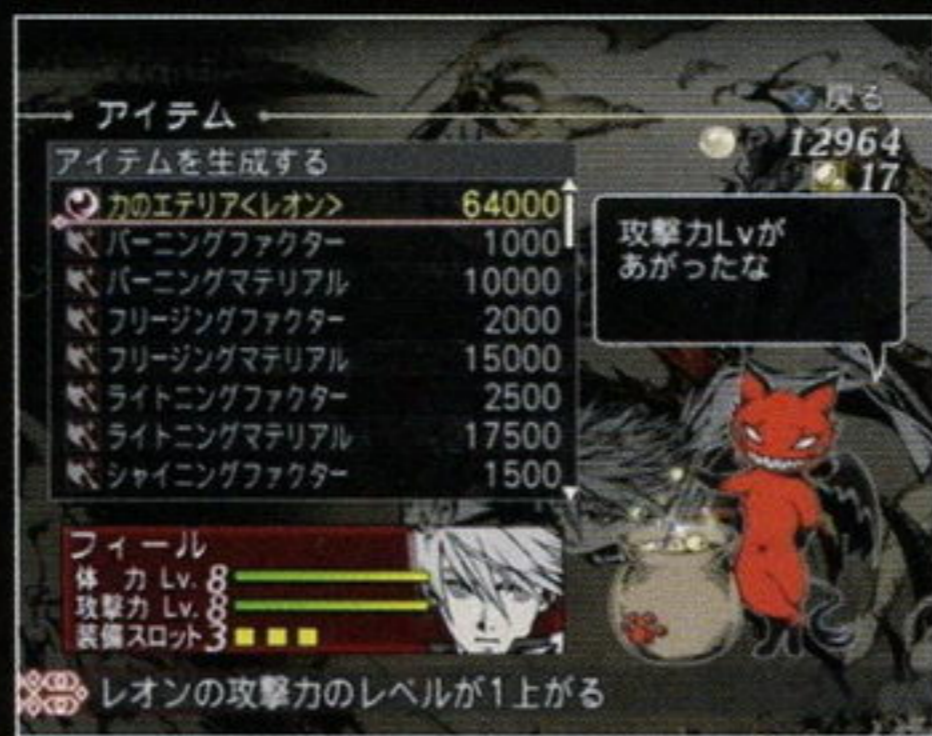 アイテム
×戻る
12964
17
アイテムを生成する
力のエテリア<レオン> 64000
バーニングファクター 1000
バーニングマテリアル 10000
フリージングファクター 2000
フリージングマテリアル 15000
ライトニングファクター 2500
ライトニングマテリアル 17500
シャイニングファクター 1500
攻撃力Lvが
あがったな
フィール
体 力 Lv. 8
攻撃力 Lv. 8
装備スロット 3
レオンの攻撃力のレベルが1上がる